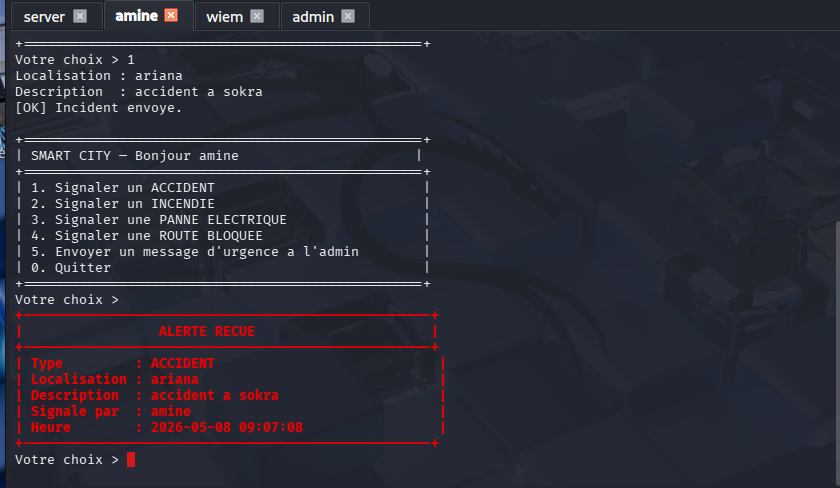 server amine wiem admin
+==================================================+
Votre choix > 1
Localisation : ariana
Description  : accident a sokra
[OK] Incident envoye.
+==================================================+
| SMART CITY — Bonjour amine                      |
+==================================================+
| 1. Signaler un ACCIDENT                          |
| 2. Signaler un INCENDIE                          |
| 3. Signaler une PANNE ELECTRIQUE                 |
| 4. Signaler une ROUTE BLOQUEE                    |
| 5. Envoyer un message d'urgence a l'admin        |
| 0. Quitter                                       |
+==================================================+
Votre choix >
+---------------------------------------------------+
|                 ALERTE RECUE                      |
+---------------------------------------------------+
| Type         : ACCIDENT                            |
| Localisation : ariana                              |
| Description  : accident a sokra                    |
| Signale par  : amine                               |
| Heure        : 2026-05-08 09:07:08                 |
+---------------------------------------------------+
Votre choix >